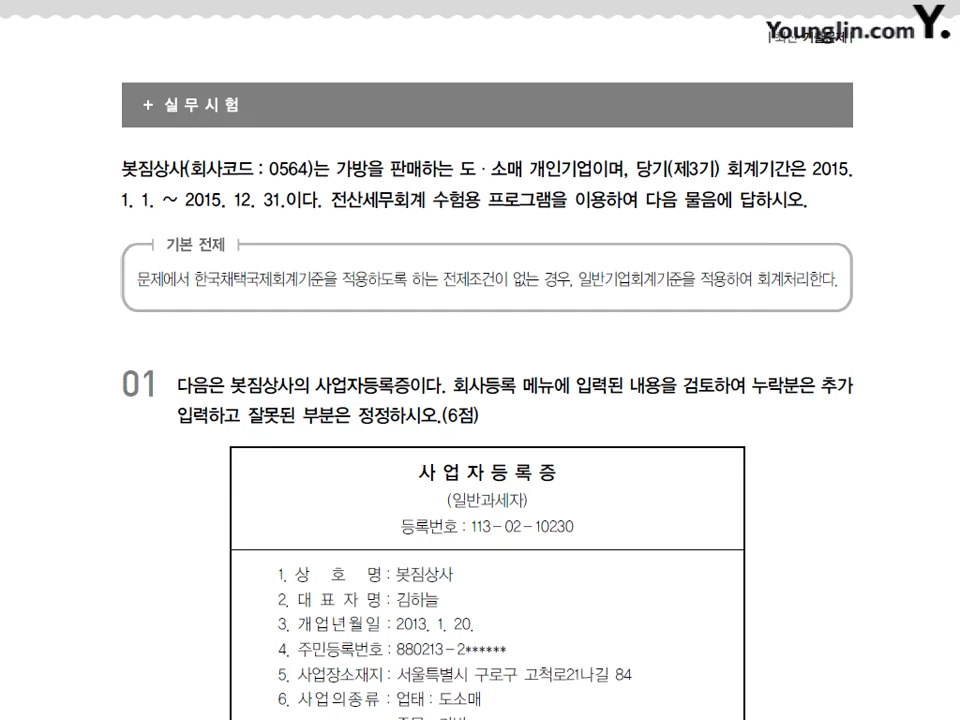 Younglin.com Y.
+ 실무시험
봇짐상사(회사코드 : 0564)는 가방을 판매하는 도 · 소매 개인기업이며, 당기(제3기) 회계기간은 2015.
1. 1. ~ 2015. 12. 31.이다. 전산세무회계 수험용 프로그램을 이용하여 다음 물음에 답하시오.
기본 전제
문제에서 한국채택국제회계기준을 적용하도록 하는 전제조건이 없는 경우, 일반기업회계기준을 적용하여 회계처리한다.
01 다음은 봇짐상사의 사업자등록증이다. 회사등록 메뉴에 입력된 내용을 검토하여 누락분은 추가
입력하고 잘못된 부분은 정정하시오.(6점)
사 업 자 등 록 증
(일반과세자)
등록번호 : 113-02-10230
1. 상 호 명 : 봇짐상사
2. 대 표 자 명 : 김하늘
3. 개업년월일 : 2013. 1. 20.
4. 주민등록번호 : 880213-2******
5. 사업장소재지 : 서울특별시 구로구 고척로21나길 84
6. 사업의종류 : 업태 : 도소매